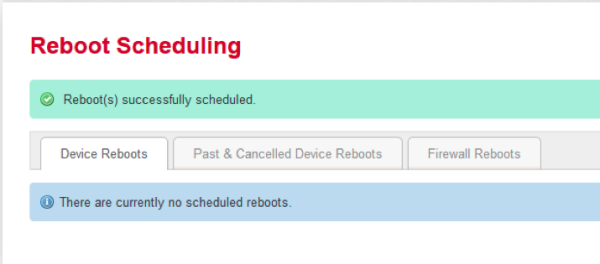 Reboot Scheduling
Reboot(s) successfully scheduled.
Device Reboots Past & Cancelled Device Reboots Firewall Reboots
There are currently no scheduled reboots.